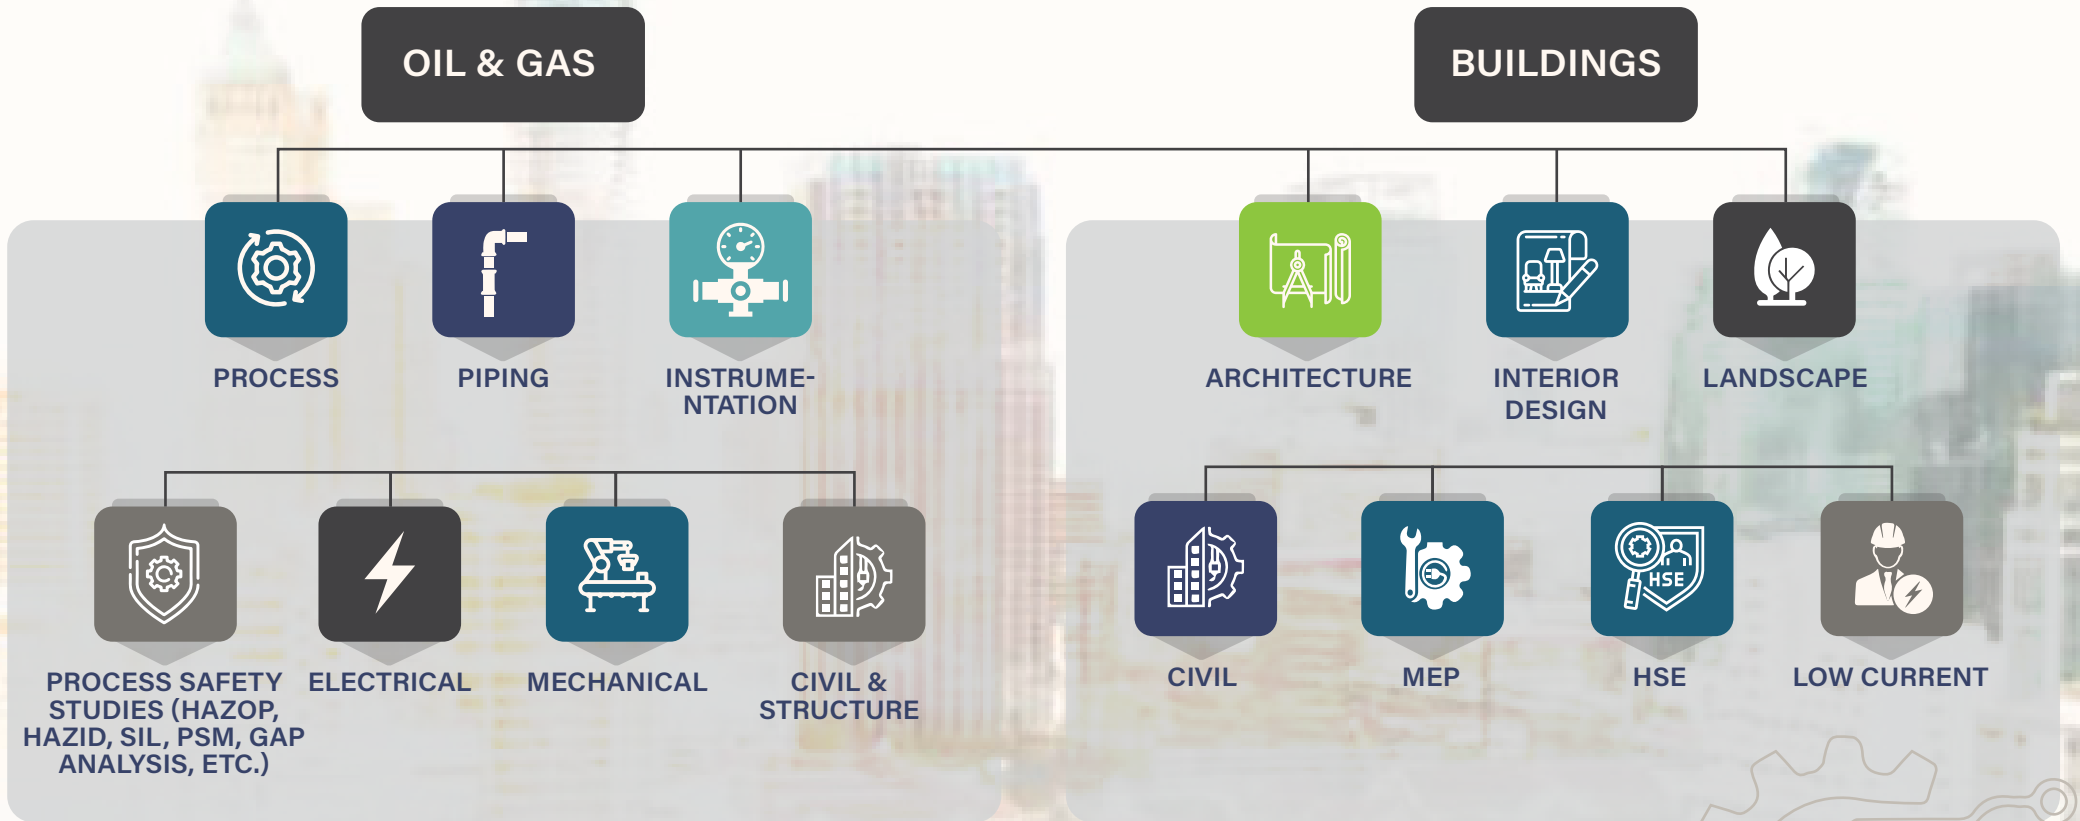 OIL & GAS
BUILDINGS
PROCESS
PIPING
INSTRUME-
NTATION
ARCHITECTURE
INTERIOR
DESIGN
LANDSCAPE
PROCESS SAFETY
STUDIES (HAZOP,
HAZID, SIL, PSM, GAP
ANALYSIS, ETC.)
ELECTRICAL
MECHANICAL
CIVIL &
STRUCTURE
HSE
CIVIL
MEP
HSE
LOW CURRENT